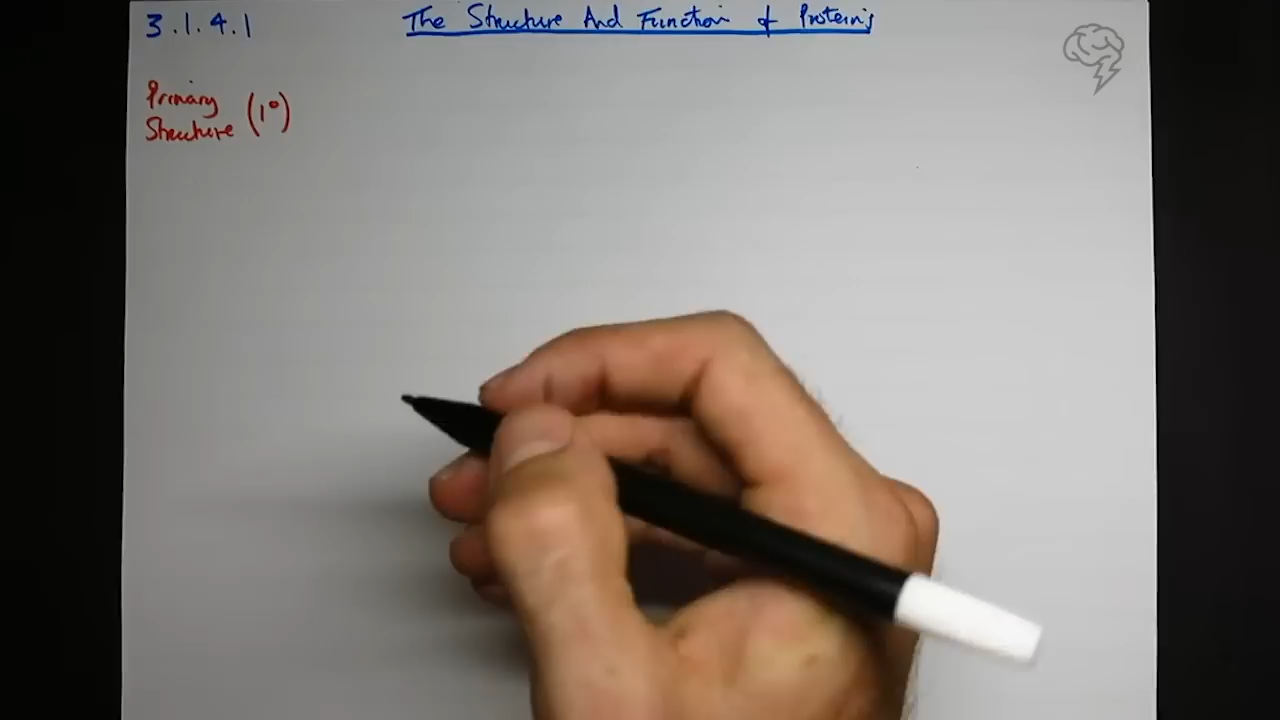 3.1.4.1
The Structure And Function of Proteins
Primary
Structure (1°)